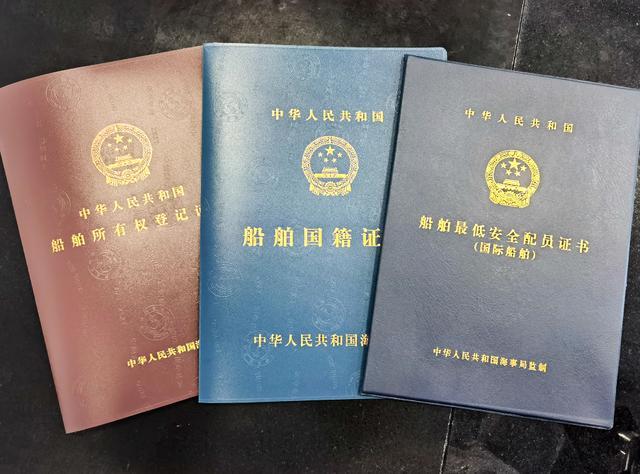 中华人民共和国
船舶所有权登记证
中华人民共和国海
中华人民共和国
船舶国籍证
中华人民共和国海
中华人民共和国
船舶最低安全配员证书
(国际船舶)
中华人民共和国海事局监制